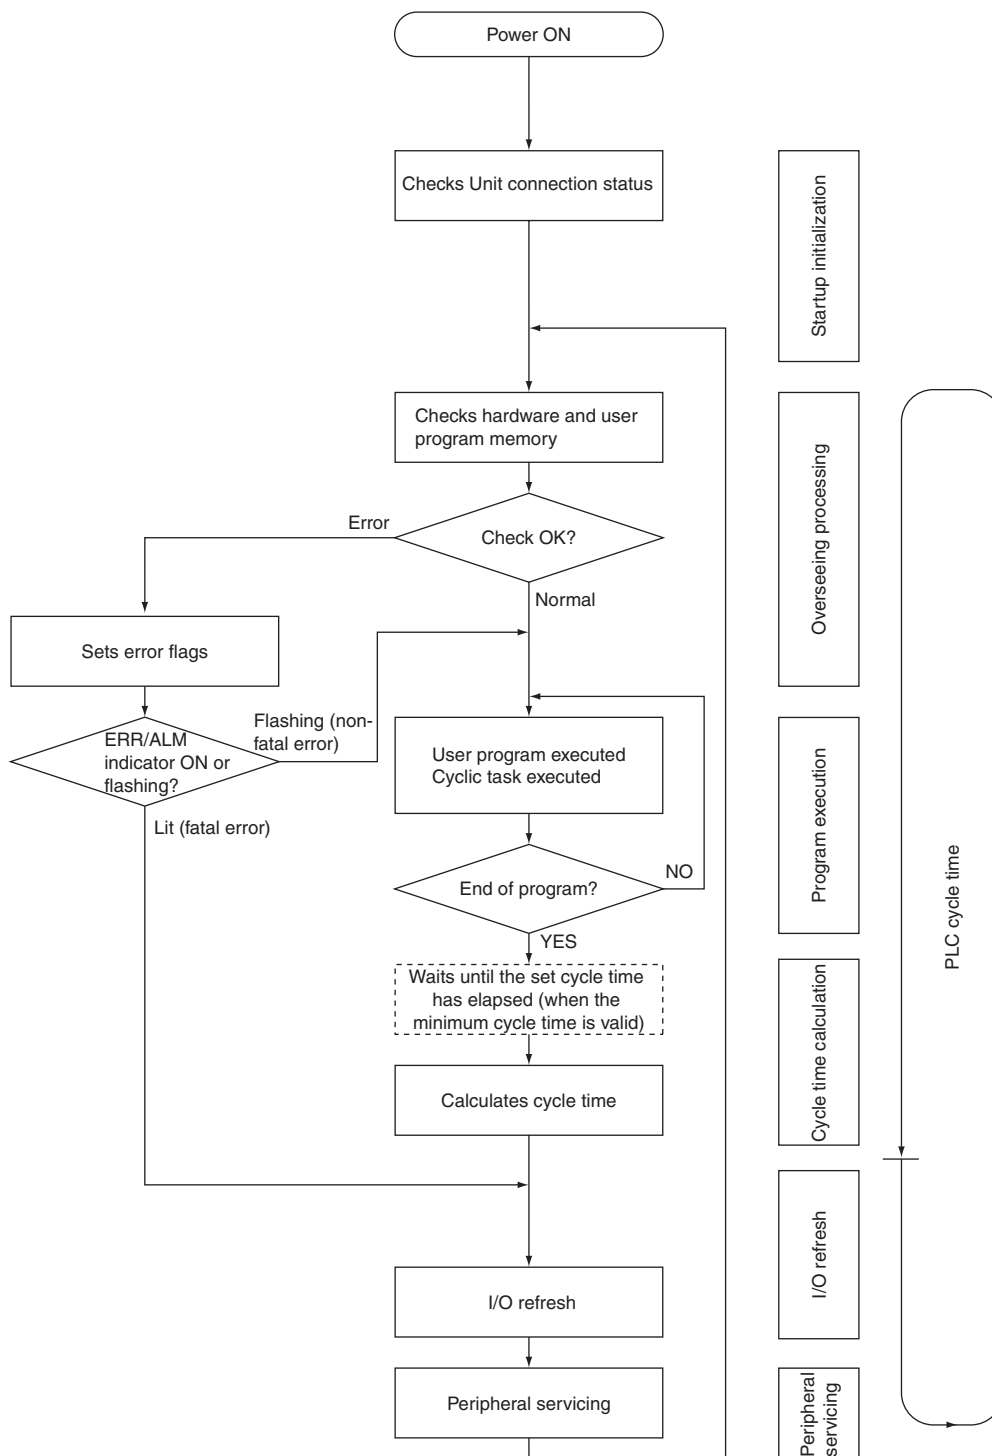 Power ON
Checks Unit connection status
Startup initialization
Checks hardware and user
program memory
Overseeing processing
Error
Check OK?
Normal
Sets error flags
Flashing (non-
fatal error)
ERR/ALM
indicator ON or
flashing?
User program executed
Cyclic task executed
Program execution
Lit (fatal error)
NO
End of program?
YES
PLC cycle time
Waits until the set cycle time
has elapsed (when the
minimum cycle time is valid)
Cycle time calculation
Calculates cycle time
I/O refresh
I/O refresh
Peripheral servicing
Peripheral
servicing